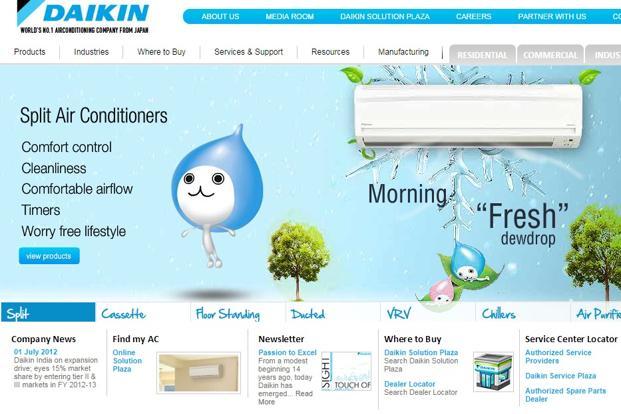 DAIKIN
WORLD'S NO.1 AIRCONDITIONING COMPANY FROM JAPAN
ABOUT US MEDIA ROOM DAIKIN SOLUTION PLAZA CAREERS PARTNER WITH US
Products Industries Where to Buy Services & Support Resources Manufacturing RESIDENTIAL COMMERCIAL INDUS
Split Air Conditioners
Comfort control
Cleanliness
Comfortable airflow
Timers
Worry free lifestyle
view products
Morning
“Fresh”
dewdrop
Split Cassette Floor Standing Ducted VRV Chillers Air Purifie
Company News
01 July 2012
Daikin India on expansion
drive; eyes 15% market
share by entering tier II &
III markets in FY 2012-13
Find my AC
Online
Solution
Plaza
Newsletter
Passion to Excel
From a modest
beginning 14
years ago, today
Daikin has
emerged... Read
More
SIGHT
TOUCH OF
Where to Buy
Daikin Solution Plaza
Search Daikin Solution
Plaza
Dealer Locator
Search Dealer Locator
Service Center Locator
Authorized Service
Providers
Daikin Service Plaza
Authorized Spare Parts
Dealer